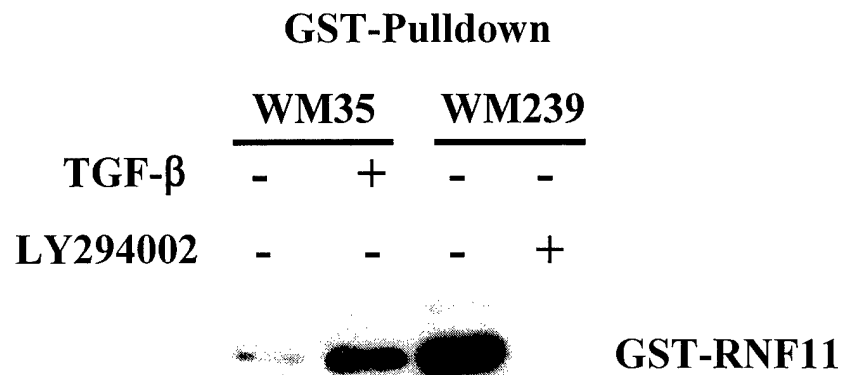 GST-Pulldown
WM35 WM239
TGF-β - + - -
LY294002 - - - +
GST-RNF11